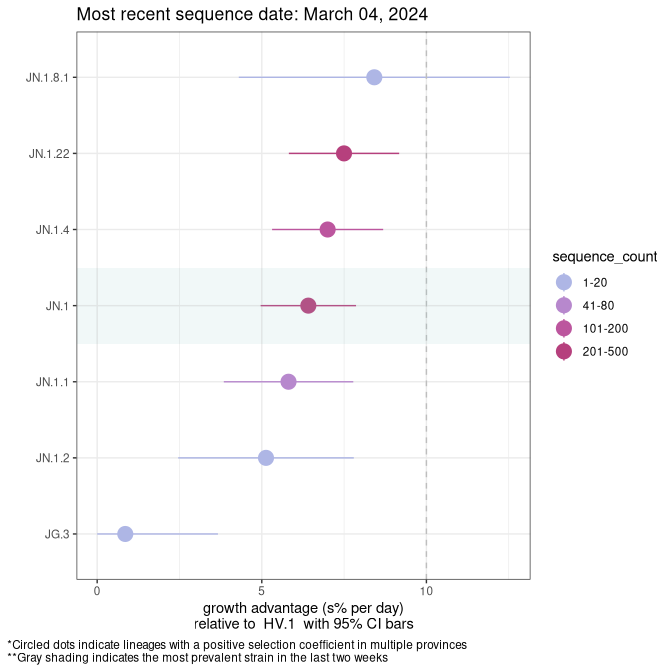 Most recent sequence date: March 04, 2024
JN.1.8.1
JN.1.22
JN.1.4
JN.1
JN.1.1
JN.1.2
JG.3
0
5
10
growth advantage (s% per day)
relative to HV.1 with 95% CI bars
sequence_count
1-20
41-80
101-200
201-500
*Circled dots indicate lineages with a positive selection coefficient in multiple provinces
**Gray shading indicates the most prevalent strain in the last two weeks